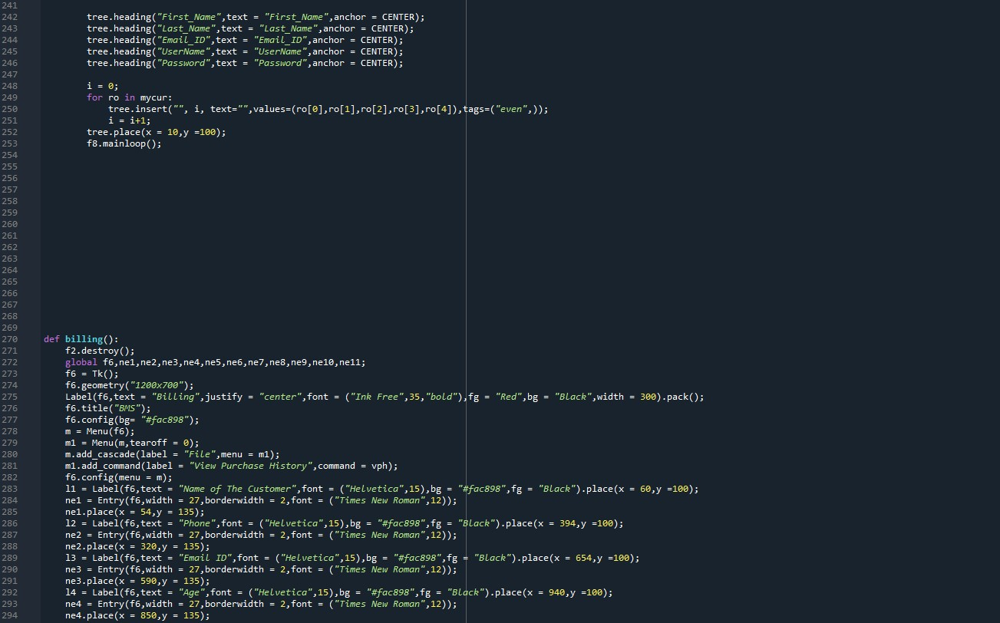 241
242 tree.heading("First_Name",text = "First_Name",anchor = CENTER);
243 tree.heading("Last_Name",text = "Last_Name",anchor = CENTER);
244 tree.heading("Email_ID",text = "Email_ID",anchor = CENTER);
245 tree.heading("UserName",text = "UserName",anchor = CENTER);
246 tree.heading("Password",text = "Password",anchor = CENTER);
247
248 i = 0;
249 for ro in mycur:
250 tree.insert("", i, text="",values=(ro[0],ro[1],ro[2],ro[3],ro[4]),tags=("even",));
251 i = i+1;
252 tree.place(x = 10,y =100);
253 f8.mainloop();
254
255
256
257
258
259
260
261
262
263
264
265
266
267
268
269
270 def billing():
271 f2.destroy();
272 global f6,ne1,ne2,ne3,ne4,ne5,ne6,ne7,ne8,ne9,ne10,ne11;
273 f6 = Tk();
274 f6.geometry("1200x700");
275 Label(f6,text = "Billing",justify = "center",font = ("Ink Free",35,"bold"),fg = "Red",bg = "Black",width = 300).pack();
276 f6.title("BMS");
277 f6.config(bg= "#fac898");
278 m = Menu(f6);
279 m1 = Menu(m,tearoff = 0);
280 m.add_cascade(label = "File",menu = m1);
281 m1.add_command(label = "View Purchase History",command = vph);
282 f6.config(menu = m);
283 l1 = Label(f6,text = "Name of The Customer",font = ("Helvetica",15),bg = "#fac898",fg = "Black").place(x = 60,y =100);
284 ne1 = Entry(f6,width = 27,borderwidth = 2,font = ("Times New Roman",12));
285 ne1.place(x = 54,y = 135);
286 l2 = Label(f6,text = "Phone",font = ("Helvetica",15),bg = "#fac898",fg = "Black").place(x = 394,y =100);
287 ne2 = Entry(f6,width = 27,borderwidth = 2,font = ("Times New Roman",12));
288 ne2.place(x = 320,y = 135);
289 l3 = Label(f6,text = "Email ID",font = ("Helvetica",15),bg = "#fac898",fg = "Black").place(x = 654,y =100);
290 ne3 = Entry(f6,width = 27,borderwidth = 2,font = ("Times New Roman",12));
291 ne3.place(x = 590,y = 135);
292 l4 = Label(f6,text = "Age",font = ("Helvetica",15),bg = "#fac898",fg = "Black").place(x = 940,y =100);
293 ne4 = Entry(f6,width = 27,borderwidth = 2,font = ("Times New Roman",12));
294 ne4.place(x = 850,y = 135);